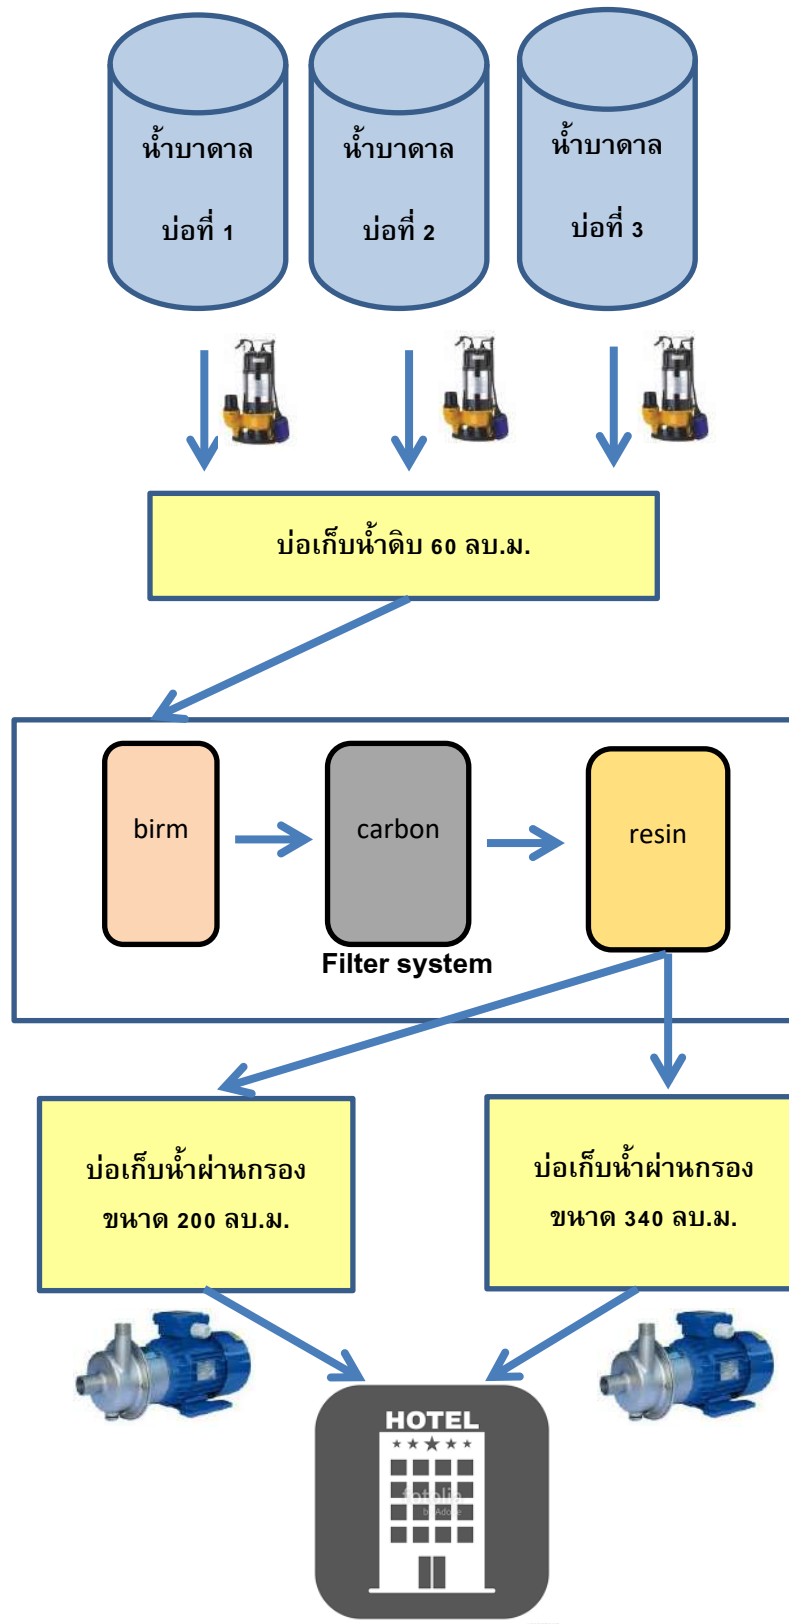 น้ำบาดาล
บ่อที่ 1
น้ำบาดาล
บ่อที่ 2
น้ำบาดาล
บ่อที่ 3
บ่อเก็บน้ำดิบ 60 ลบ.ม.
birm
carbon
resin
Filter system
บ่อเก็บน้ำผ่านกรอง
ขนาด 200 ลบ.ม.
บ่อเก็บน้ำผ่านกรอง
ขนาด 340 ลบ.ม.
HOTEL
fotolia
by Adobe